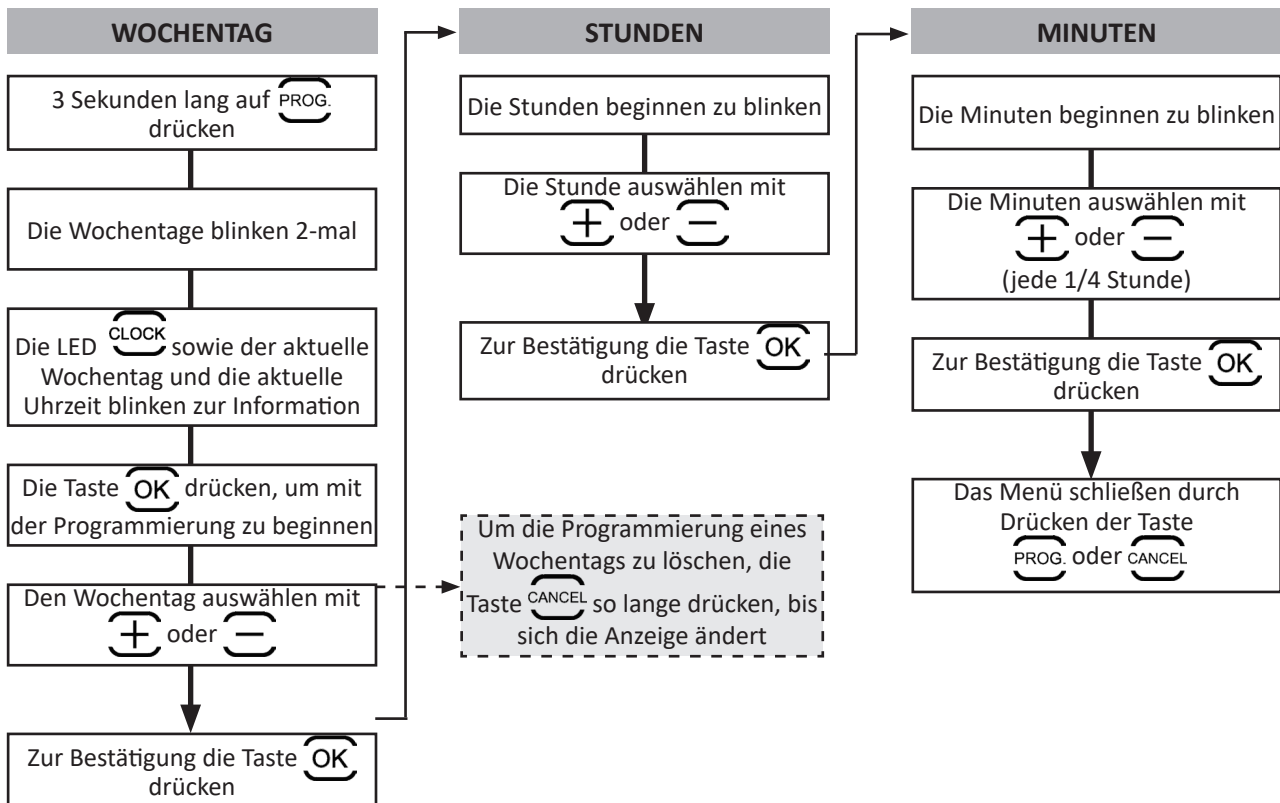 WOCHENTAG
3 Sekunden lang auf PROG.
drücken
Die Wochentage blinken 2-mal
Die LED CLOCK sowie der aktuelle
Wochentag und die aktuelle
Uhrzeit blinken zur Information
Die Taste OK drücken, um mit
der Programmierung zu beginnen
Den Wochentag auswählen mit
+ oder −
Zur Bestätigung die Taste OK
drücken
STUNDEN
Die Stunden beginnen zu blinken
Die Stunde auswählen mit
+ oder −
Zur Bestätigung die Taste OK
drücken
Um die Programmierung eines
Wochentags zu löschen, die
Taste CANCEL so lange drücken, bis
sich die Anzeige ändert
MINUTEN
Die Minuten beginnen zu blinken
Die Minuten auswählen mit
+ oder −
(jede 1/4 Stunde)
Zur Bestätigung die Taste OK
drücken
Das Menü schließen durch
Drücken der Taste
PROG. oder CANCEL